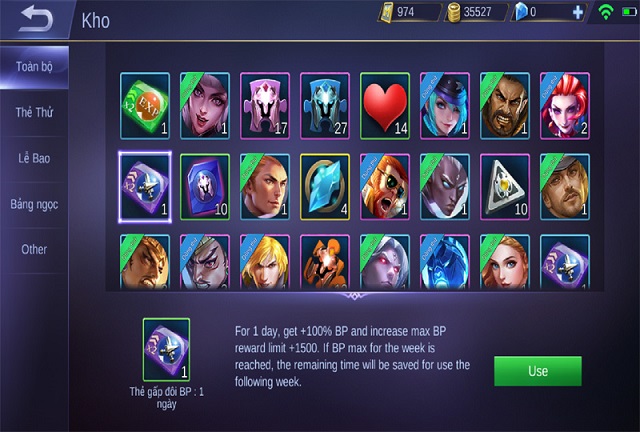 Kho
974
35527
0
Toàn bộ
Thẻ Thử
Lễ Bao
Bảng ngọc
Other
X2 EXP 1
1
17
27
14
1
1
2
1
10
1
4
1
1
10
1
1
Thẻ gấp đôi BP : 1
ngày
For 1 day, get +100% BP and increase max BP
reward limit +1500. If BP max for the week is
reached, the remaining time will be saved for use the
following week.
Use